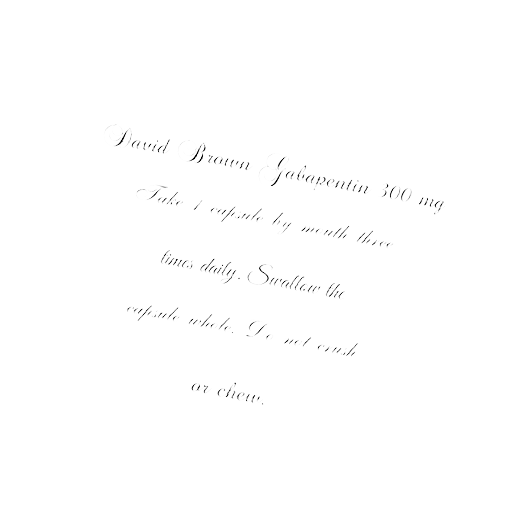 David Brown Gabapentin 300 mg
Take 1 capsule by mouth three
times daily. Swallow the
capsule whole. Do not crush
or chew.